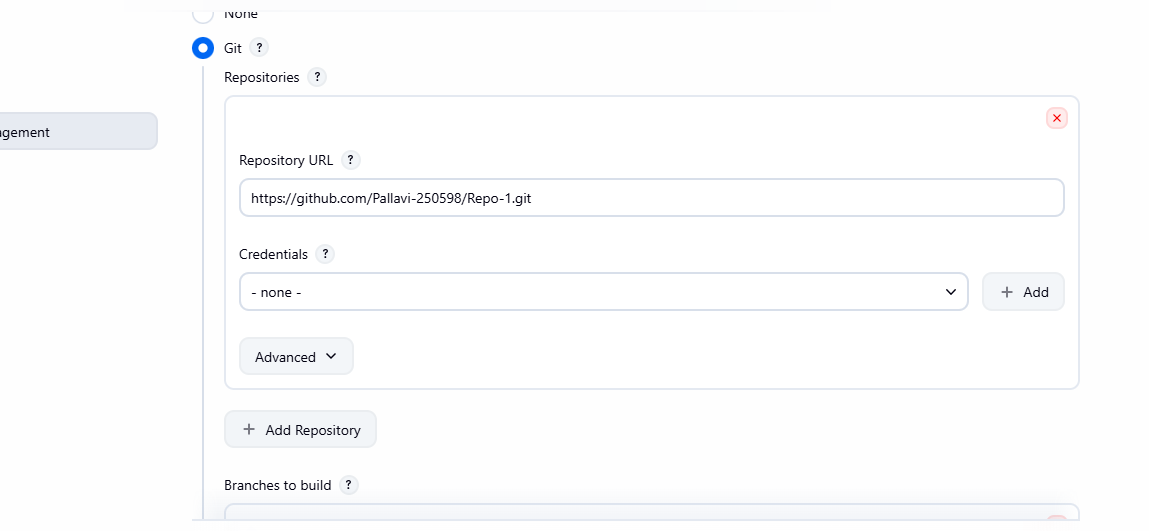 None
Git ?
Repositories ?
agement
×
Repository URL ?
https://github.com/Pallavi-250598/Repo-1.git
Credentials ?
- none -
+ Add
Advanced
+ Add Repository
Branches to build ?